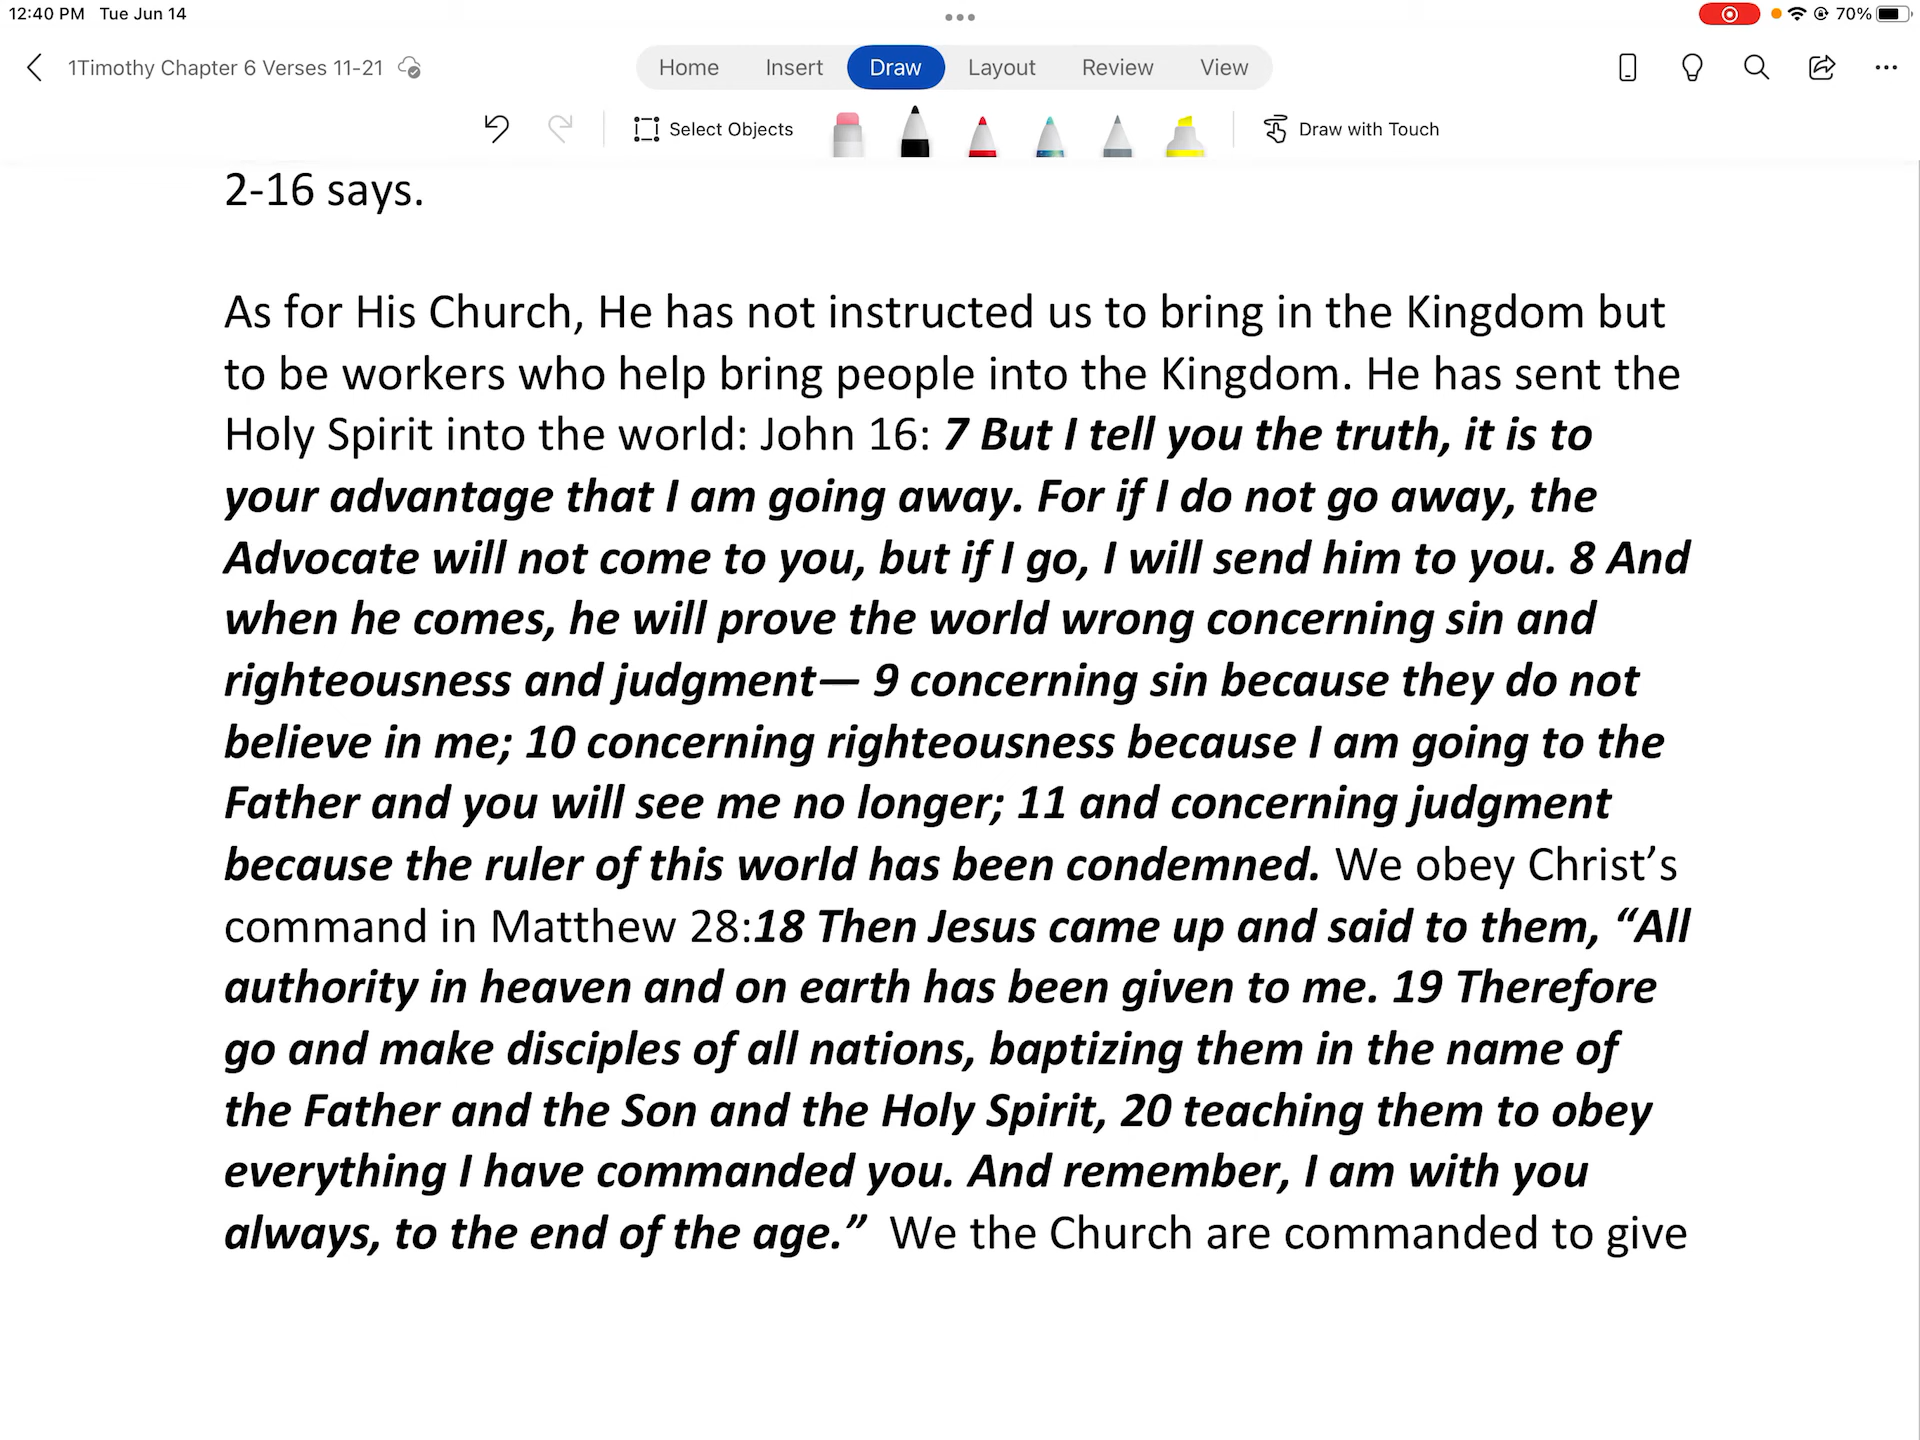 12:40 PM Tue Jun 14
70%
1Timothy Chapter 6 Verses 11-21
Home Insert Draw Layout Review View
Select Objects
Draw with Touch
2-16 says.
As for His Church, He has not instructed us to bring in the Kingdom but
to be workers who help bring people into the Kingdom. He has sent the
Holy Spirit into the world: John 16: 7 But I tell you the truth, it is to
your advantage that I am going away. For if I do not go away, the
Advocate will not come to you, but if I go, I will send him to you. 8 And
when he comes, he will prove the world wrong concerning sin and
righteousness and judgment— 9 concerning sin because they do not
believe in me; 10 concerning righteousness because I am going to the
Father and you will see me no longer; 11 and concerning judgment
because the ruler of this world has been condemned. We obey Christ’s
command in Matthew 28:18 Then Jesus came up and said to them, “All
authority in heaven and on earth has been given to me. 19 Therefore
go and make disciples of all nations, baptizing them in the name of
the Father and the Son and the Holy Spirit, 20 teaching them to obey
everything I have commanded you. And remember, I am with you
always, to the end of the age.” We the Church are commanded to give